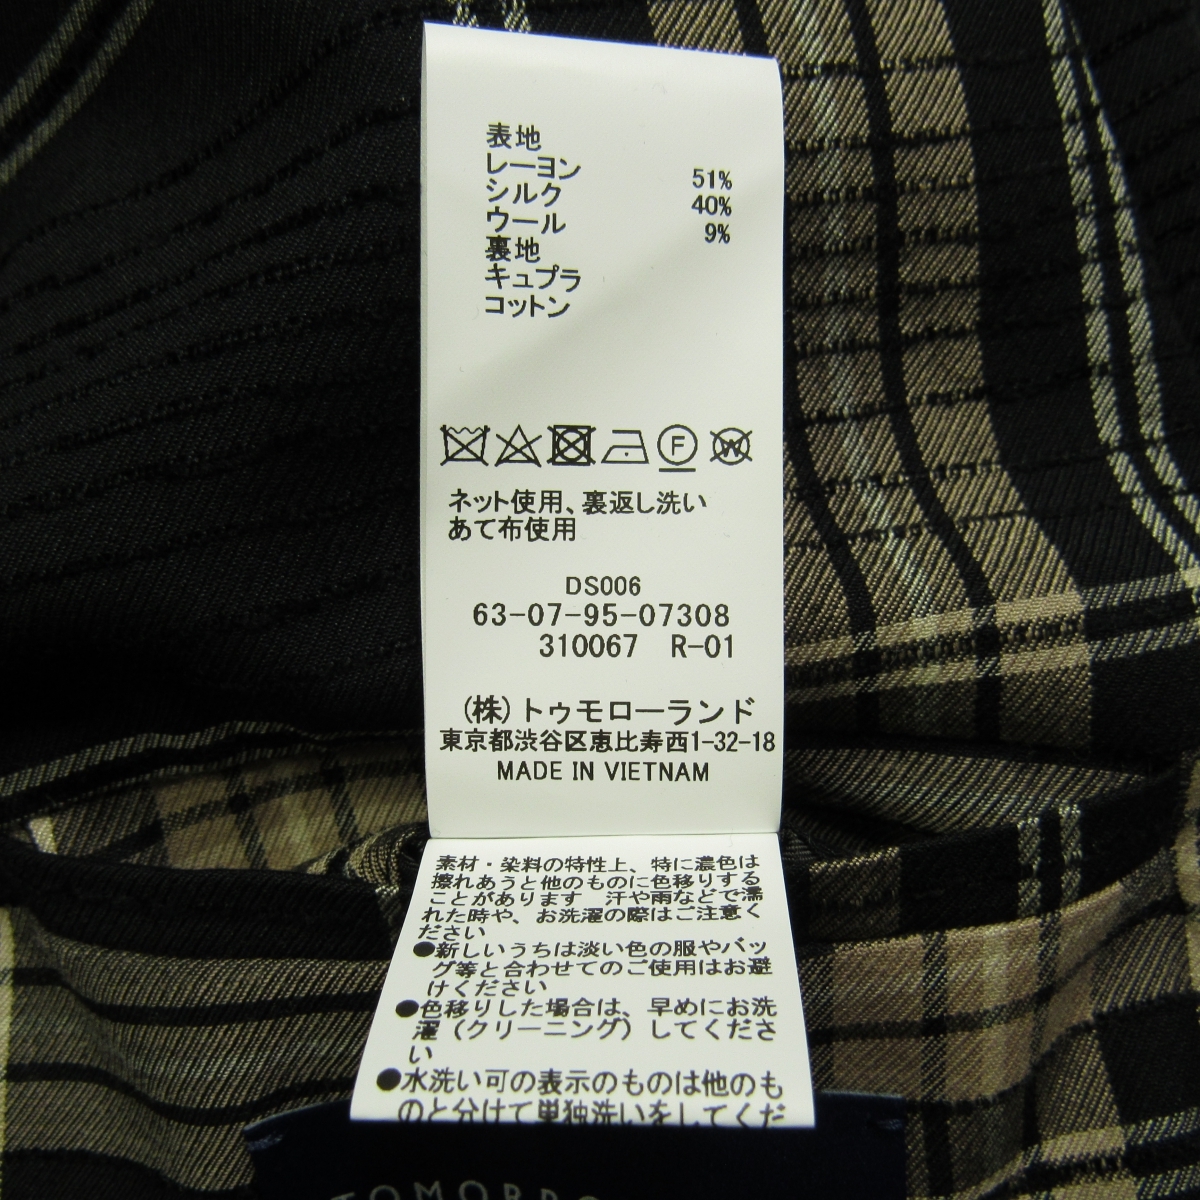 表地
レーヨン 51%
シルク 40%
ウール 9%
裏地
キュプラ
コットン
F W
ネット使用、裏返し洗い
あて布使用
DS006
63-07-95-07308
310067 R-01
(株)トゥモローランド
東京都渋谷区恵比寿西1-32-18
MADE IN VIETNAM
素材・染料の特性上、特に濃色は
擦れあうと他のものに色移りする
ことがあります 汗や雨などで濡
れた時や、お洗濯の際はご注意く
ださい
●新しいうちは淡い色の服やバッ
グ等と合わせてのご使用はお避
けください
●色移りした場合は、早めにお洗
濯(クリーニング)してくださ
い
●水洗い可の表示のものは他のも
のと分けて単独洗いをしてくだ
TOMORRO